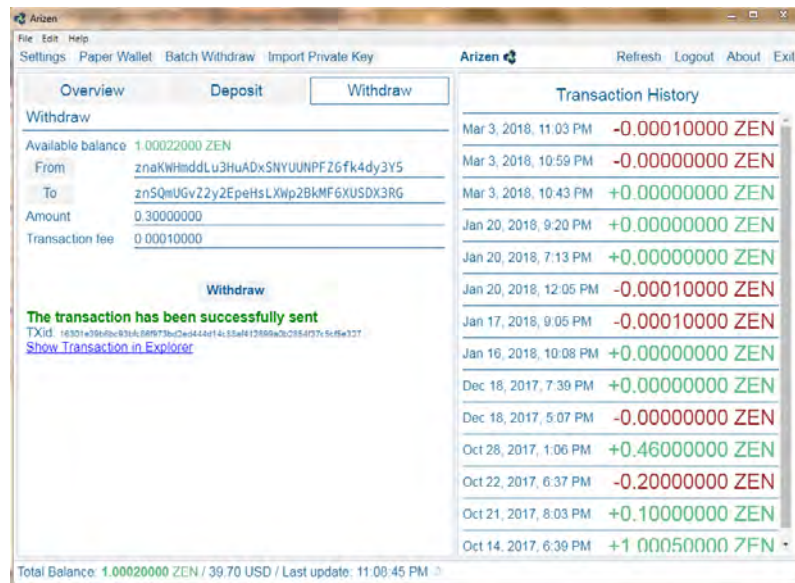 Arizen
File Edit Help
Settings Paper Wallet Batch Withdraw Import Private Key
Arizen
Refresh Logout About Exit
Overview Deposit Withdraw
Withdraw
Available balance 1.00022000 ZEN
From znaKWHmddLu3HuADxSNYUUNPFZ6fk4dy3Y5
To znSQmUGvZ2y2EpeHsLXWp2BkMF6XUSDX3RG
Amount 0.30000000
Transaction fee 0.00010000
Withdraw
The transaction has been successfully sent
TXid:
Show Transaction in Explorer
Transaction History
Mar 3, 2018, 11:03 PM -0.00010000 ZEN
Mar 3, 2018, 10:59 PM -0.00000000 ZEN
Mar 3, 2018, 10:43 PM +0.00000000 ZEN
Jan 20, 2018, 9:20 PM +0.00000000 ZEN
Jan 20, 2018, 7:13 PM +0.00000000 ZEN
Jan 20, 2018, 12:05 PM -0.00010000 ZEN
Jan 17, 2018, 9:05 PM -0.00010000 ZEN
Jan 16, 2018, 10:08 PM +0.00000000 ZEN
Dec 18, 2017, 7:39 PM +0.00000000 ZEN
Dec 18, 2017, 5:07 PM -0.00000000 ZEN
Oct 28, 2017, 1:06 PM +0.46000000 ZEN
Oct 22, 2017, 6:37 PM -0.20000000 ZEN
Oct 21, 2017, 8:03 PM +0.10000000 ZEN
Oct 14, 2017, 6:39 PM +1.00050000 ZEN
Total Balance: 1.00020000 ZEN / 39.70 USD / Last update: 11:08:45 PM